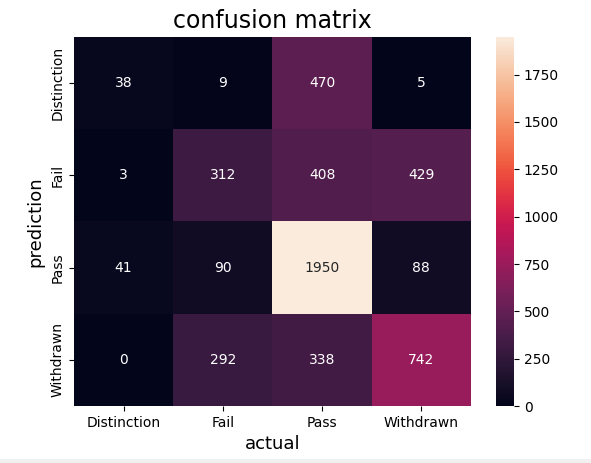 confusion matrix
prediction
Distinction
38 9 470 5
Fail
3 312 408 429
Pass
41 90 1950 88
Withdrawn
0 292 338 742
Distinction Fail Pass Withdrawn
actual
1750
1500
1250
1000
750
500
250
0